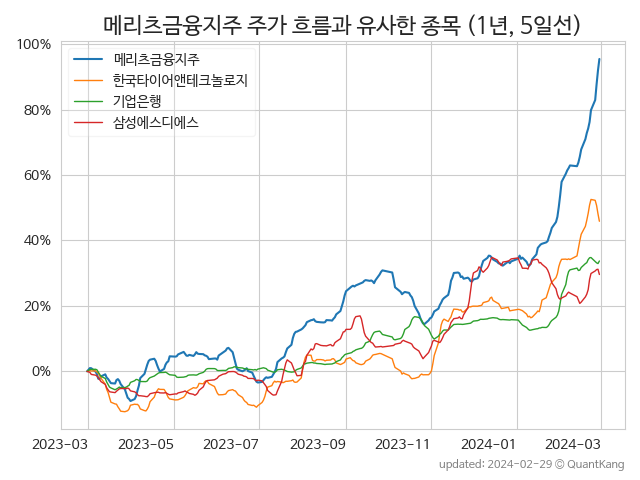 메리츠금융지주 주가 흐름과 유사한 종목 (1년, 5일선)
100%
80%
60%
40%
20%
0%
메리츠금융지주
한국타이어앤테크놀로지
기업은행
삼성에스디에스
2023-03
2023-05
2023-07
2023-09
2023-11
2024-01
2024-03
updated: 2024-02-29 © QuantKang